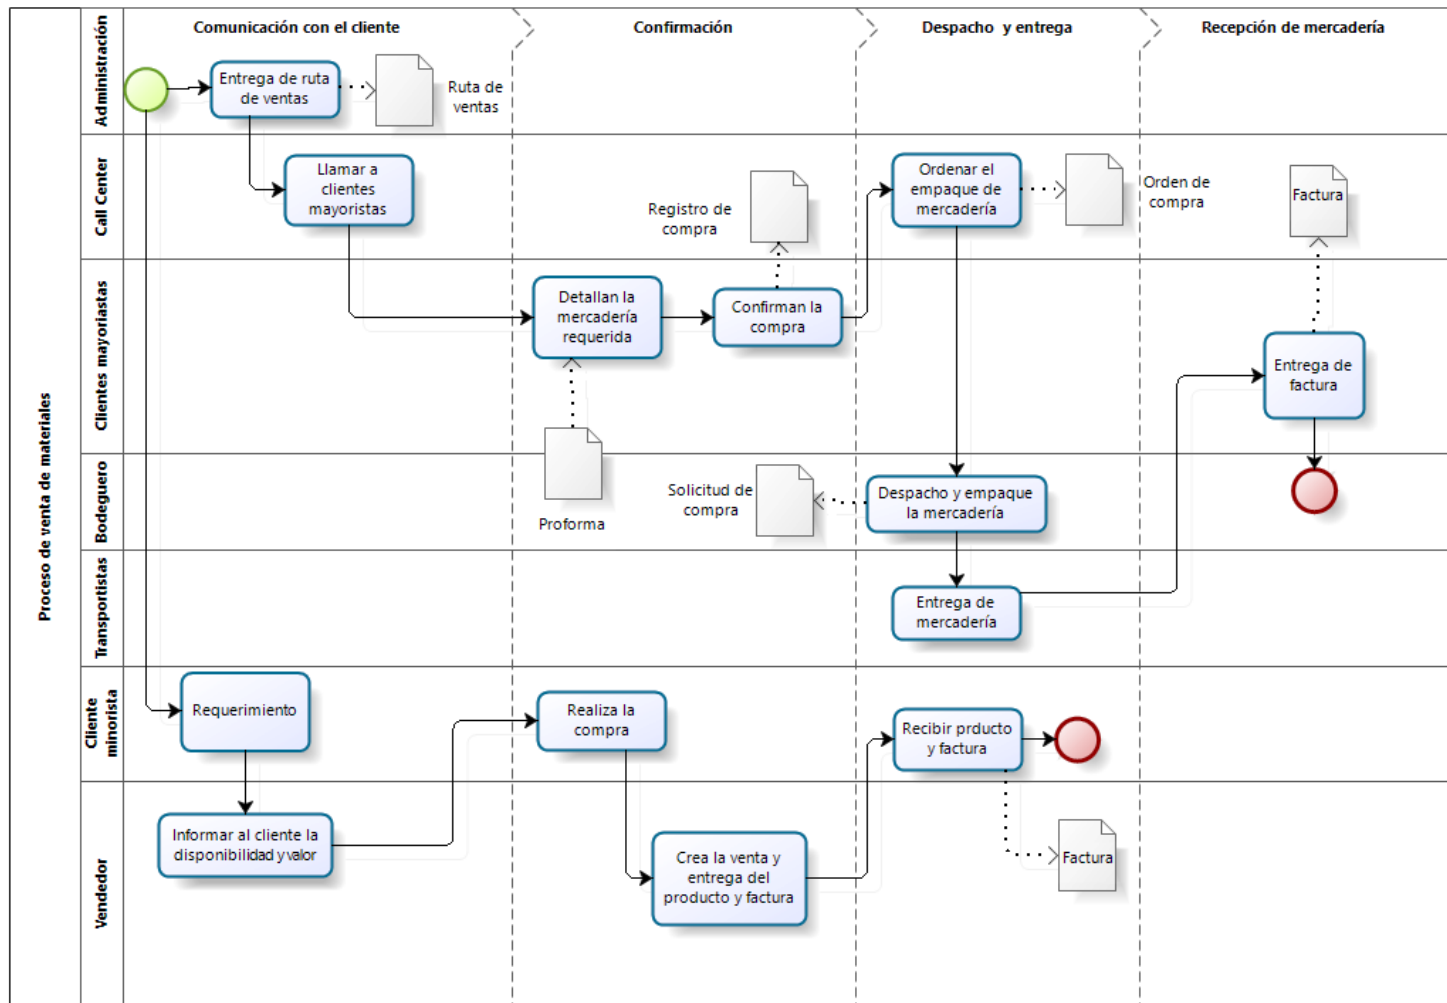 Proceso de venta de materiales
Comunicación con el cliente
Confirmación
Despacho y entrega
Recepción de mercadería
Administración
Entrega de ruta
de ventas
Ruta de
ventas
Call Center
Llamar a
clientes
mayoristas
Registro de
compra
Ordenar el
empaque de
mercadería
Orden de
compra
Factura
Clientes mayoriastas
Detallan la
mercadería
requerida
Confirman la
compra
Entrega de
factura
Proforma
Bodeguero
Solicitud de
compra
Despacho y empaque
la mercadería
Transportistas
Entrega de
mercadería
Cliente
minorista
Requerimiento
Realiza la
compra
Recibir prducto
y factura
Vendedor
Informar al cliente la
disponibilidad y valor
Crea la venta y
entrega del
producto y factura
Factura